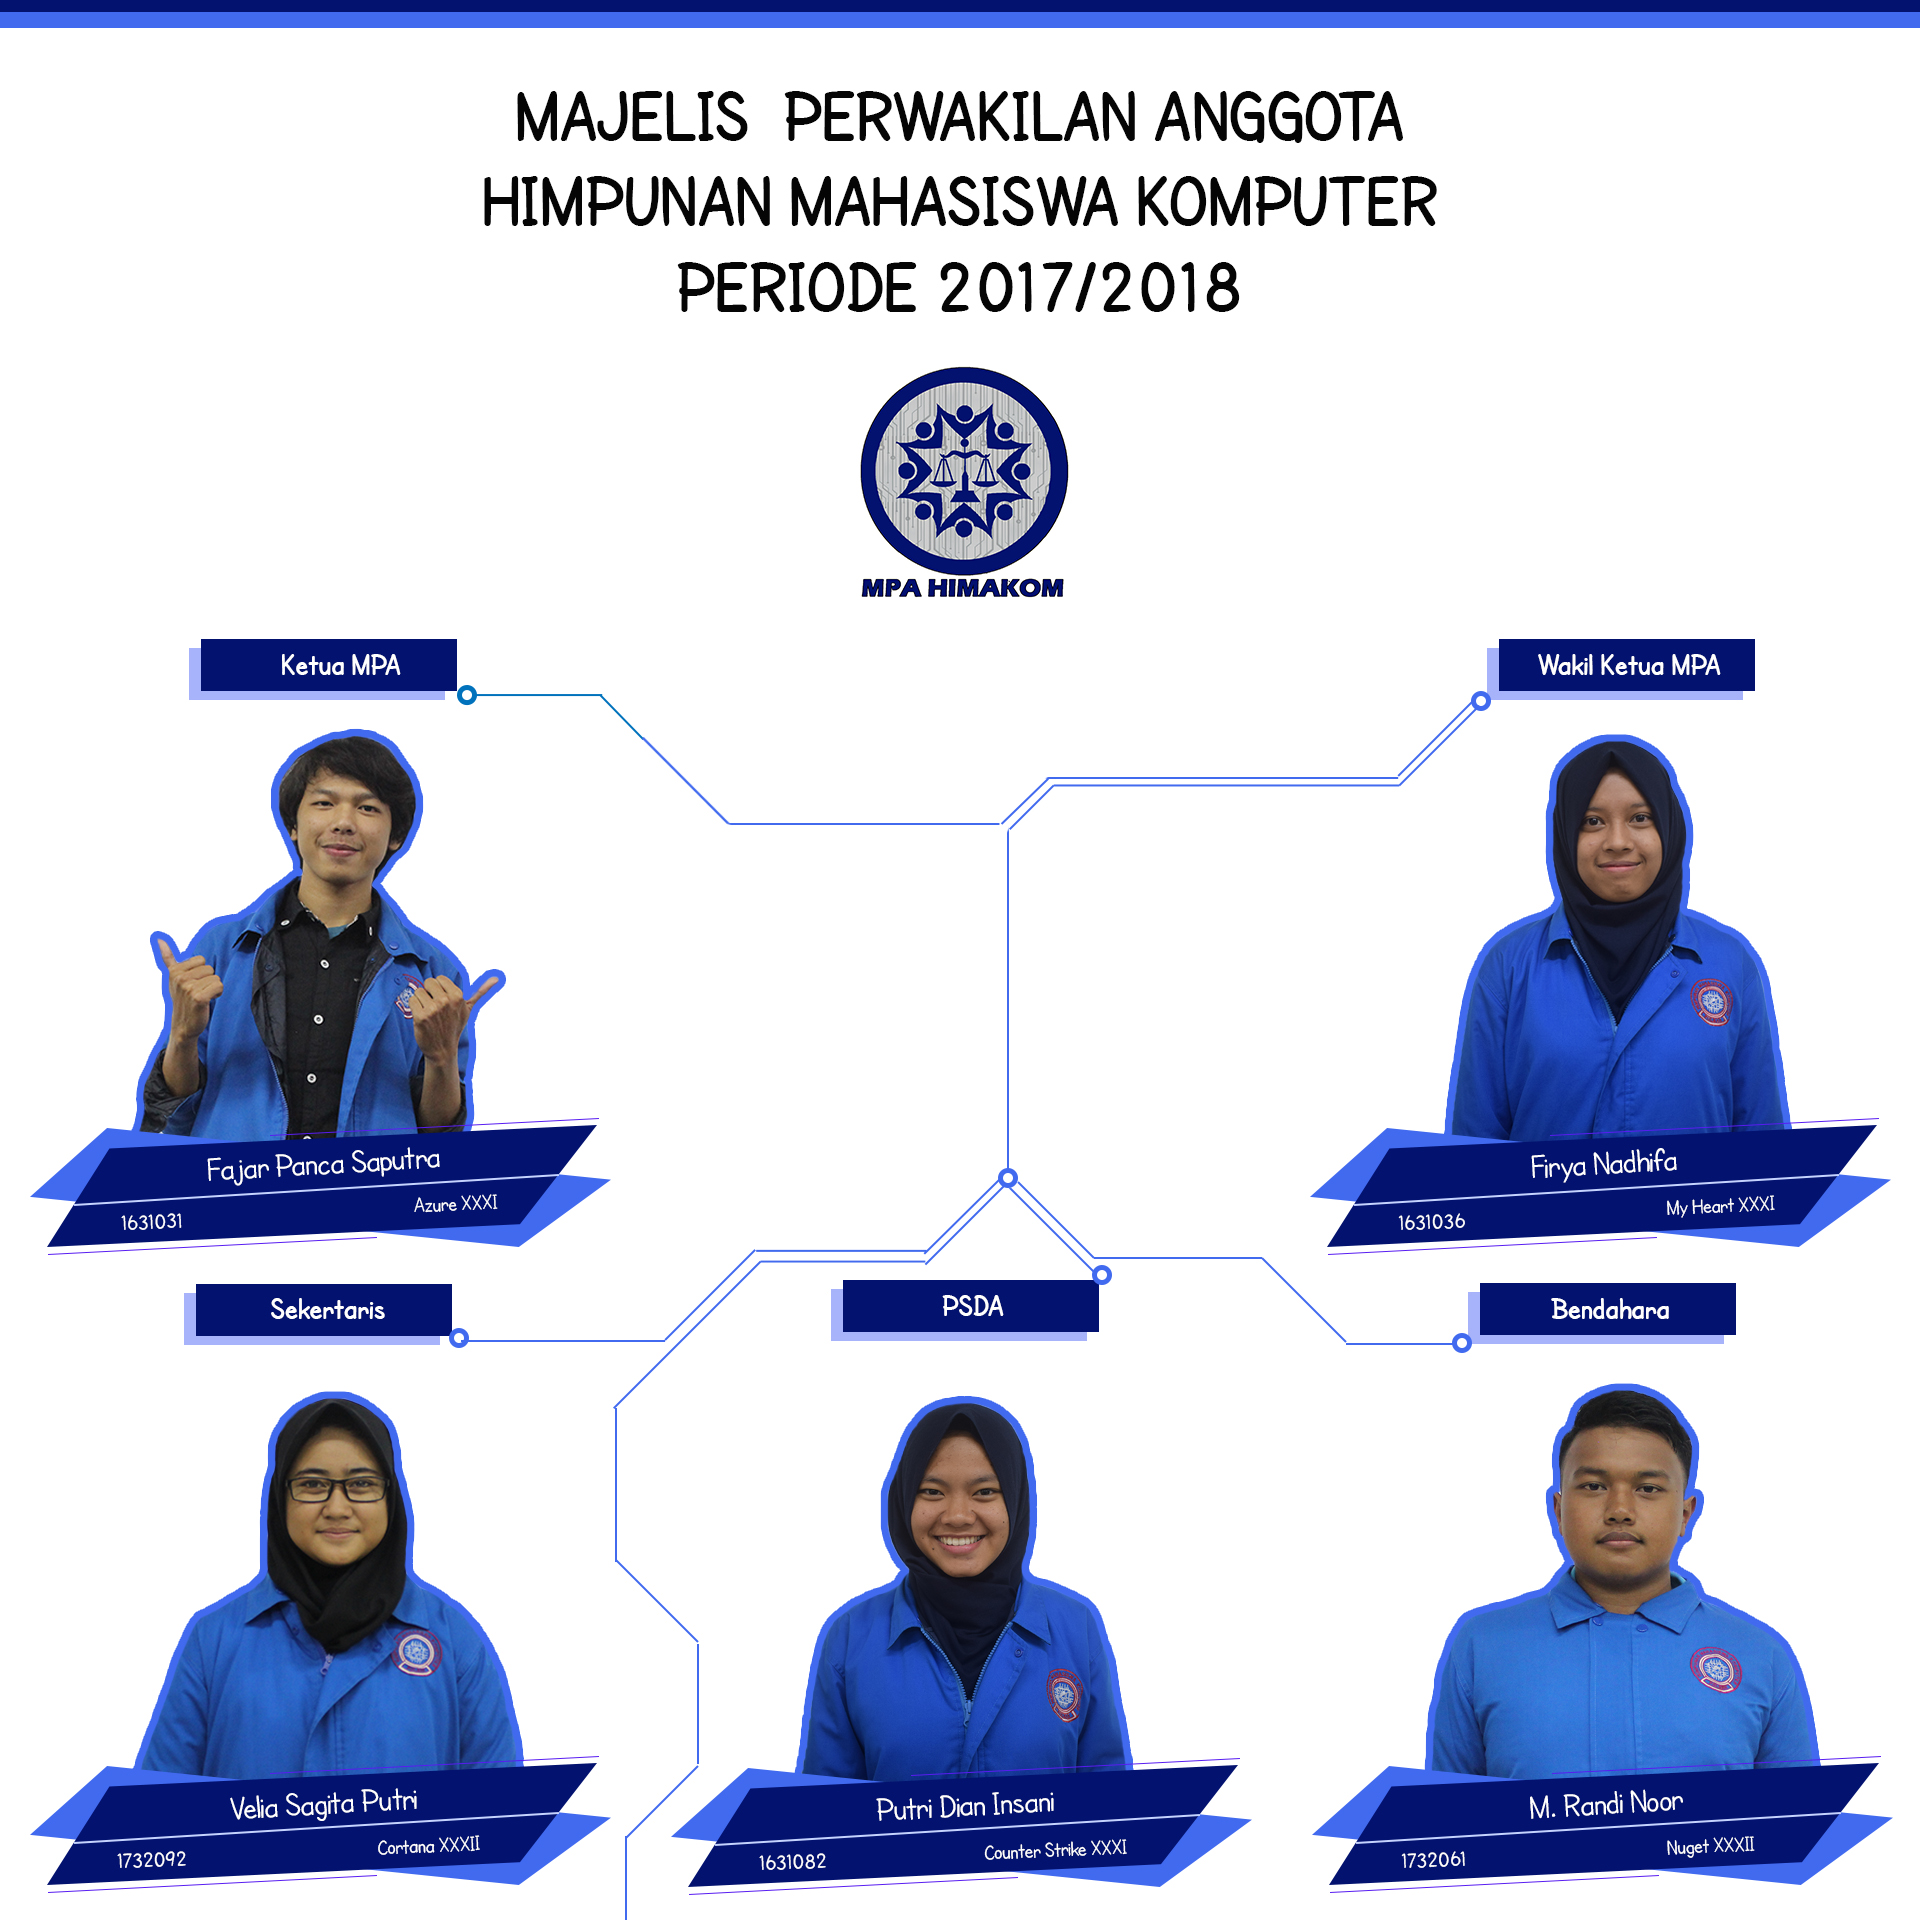 MAJELIS PERWAKILAN ANGGOTA
HIMPUNAN MAHASISWA KOMPUTER
PERIODE 2017/2018
MPA HIMAKOM
Ketua MPA
Wakil Ketua MPA
Fajar Panca Saputra
1631031
Azure XXXI
Firya Nadhifa
1631036
My Heart XXXI
Sekertaris
PSDA
Bendahara
Velia Sagita Putri
1732092
Cortana XXXII
Putri Dian Insani
1631082
Counter Strike XXXI
M. Randi Noor
1732061
Nuget XXXII